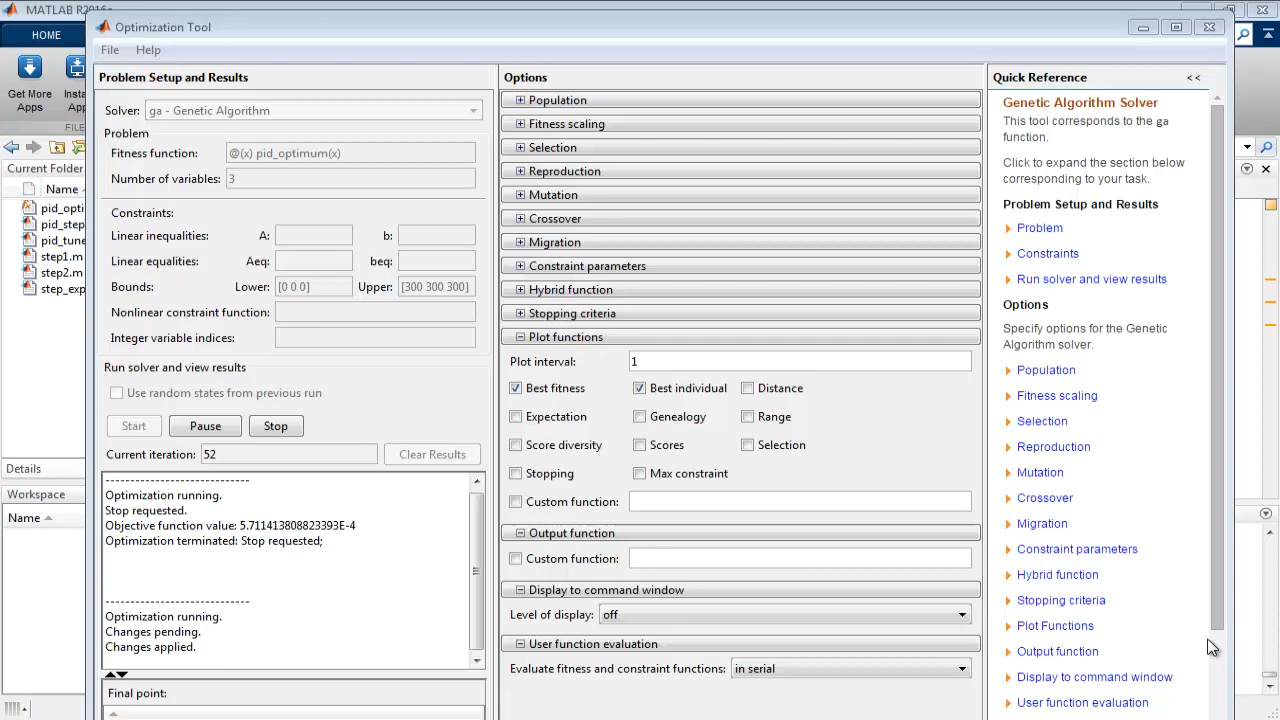 MATLAB
Optimization Tool
HOME
File Help
Get More
Apps
FILE
Current Folder
Name
pid_opti
pid_step
pid_tune
step1.m
step2.m
step_exp
Details
Workspace
Name
Problem Setup and Results
Solver: ga - Genetic Algorithm
Problem
Fitness function: @(x) pid_optimum(x)
Number of variables: 3
Constraints:
Linear inequalities: A: b:
Linear equalities: Aeq: beq:
Bounds: Lower: [0 0 0] Upper: [300 300 300]
Nonlinear constraint function:
Integer variable indices:
Run solver and view results
Use random states from previous run
Start Pause Stop
Current iteration: 52 Clear Results
Optimization running.
Stop requested.
Objective function value: 5.711413808823393E-4
Optimization terminated: Stop requested;
Optimization running.
Changes pending.
Changes applied.
Final point:
Options
Population
Fitness scaling
Selection
Reproduction
Mutation
Crossover
Migration
Constraint parameters
Hybrid function
Stopping criteria
Plot functions
Plot interval: 1
Best fitness Best individual Distance
Expectation Genealogy Range
Score diversity Scores Selection
Stopping Max constraint
Custom function:
Output function
Custom function:
Display to command window
Level of display: off
User function evaluation
Evaluate fitness and constraint functions: in serial
Quick Reference <<
Genetic Algorithm Solver
This tool corresponds to the ga
function.
Click to expand the section below
corresponding to your task.
Problem Setup and Results
Problem
Constraints
Run solver and view results
Options
Specify options for the Genetic
Algorithm solver.
Population
Fitness scaling
Selection
Reproduction
Mutation
Crossover
Migration
Constraint parameters
Hybrid function
Stopping criteria
Plot Functions
Output function
Display to command window
User function evaluation